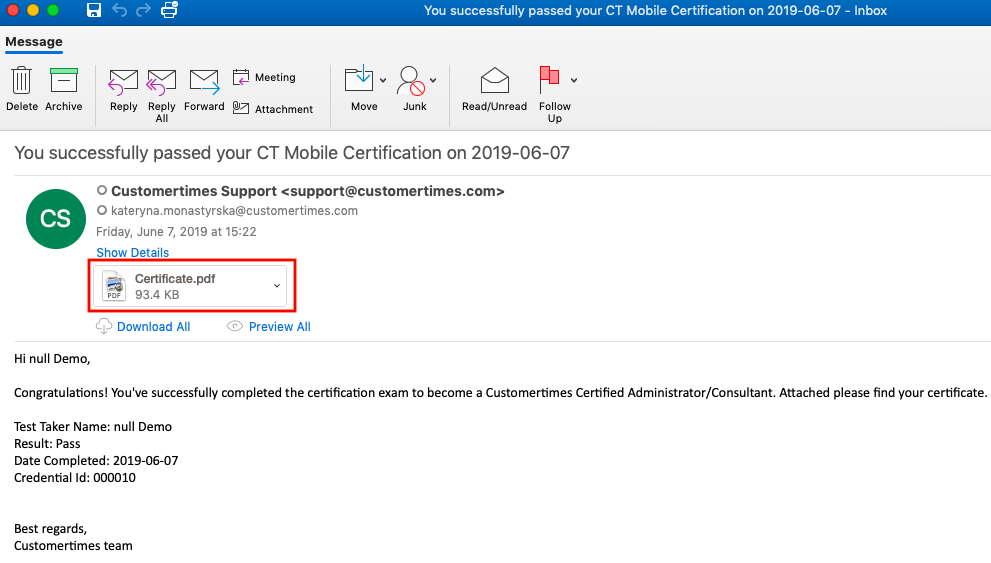 You successfully passed your CT Mobile Certification on 2019-06-07 - Inbox
Message
Delete
Archive
Reply
Reply All
Forward
Meeting
Attachment
Move
Junk
Read/Unread
Follow Up
You successfully passed your CT Mobile Certification on 2019-06-07
CS
Customertimes Support <support@customertimes.com>
kateryna.monastyrska@customertimes.com
Friday, June 7, 2019 at 15:22
Show Details
PDF
Certificate.pdf
93.4 KB
Download All
Preview All
Hi null Demo,
Congratulations! You've successfully completed the certification exam to become a Customertimes Certified Administrator/Consultant. Attached please find your certificate.
Test Taker Name: null Demo
Result: Pass
Date Completed: 2019-06-07
Credential Id: 000010
Best regards,
Customertimes team